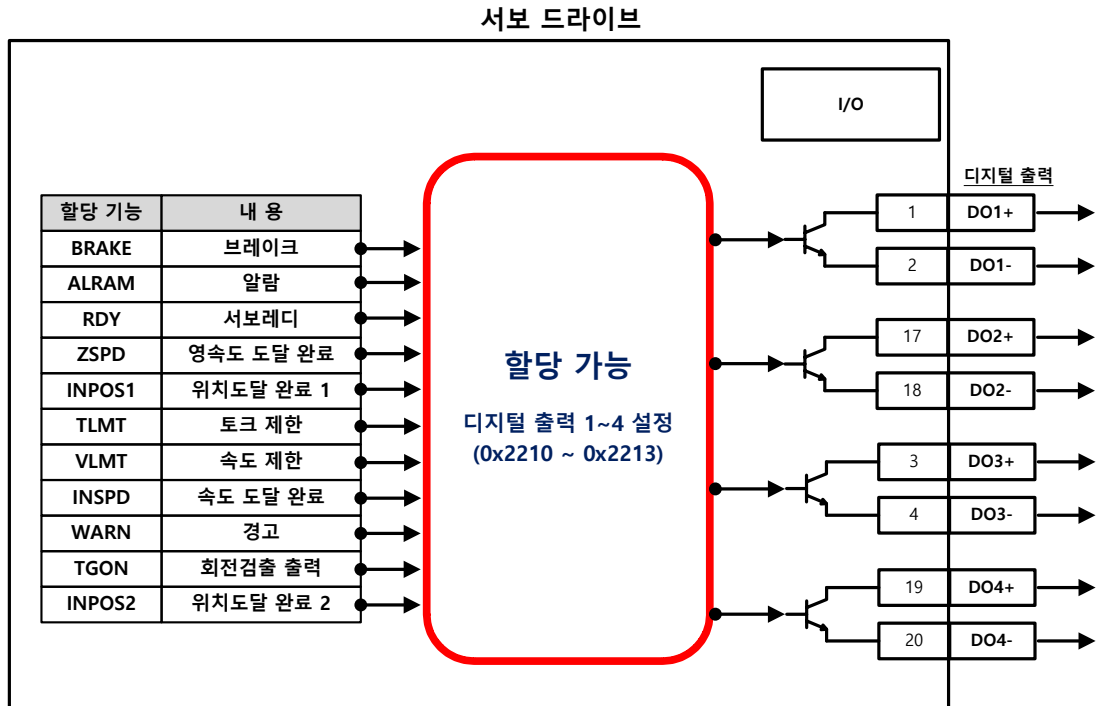 서보 드라이브
I/O
디지털 출력
할당 기능 내 용
BRAKE 브레이크
ALRAM 알람
RDY 서보레디
ZSPD 영속도 도달 완료
INPOS1 위치도달 완료 1
TLMT 토크 제한
VLMT 속도 제한
INSPD 속도 도달 완료
WARN 경고
TGON 회전검출 출력
INPOS2 위치도달 완료 2
할당 가능
디지털 출력 1~4 설정
(0x2210 ~ 0x2213)
1 DO1+
2 DO1-
17 DO2+
18 DO2-
3 DO3+
4 DO3-
19 DO4+
20 DO4-